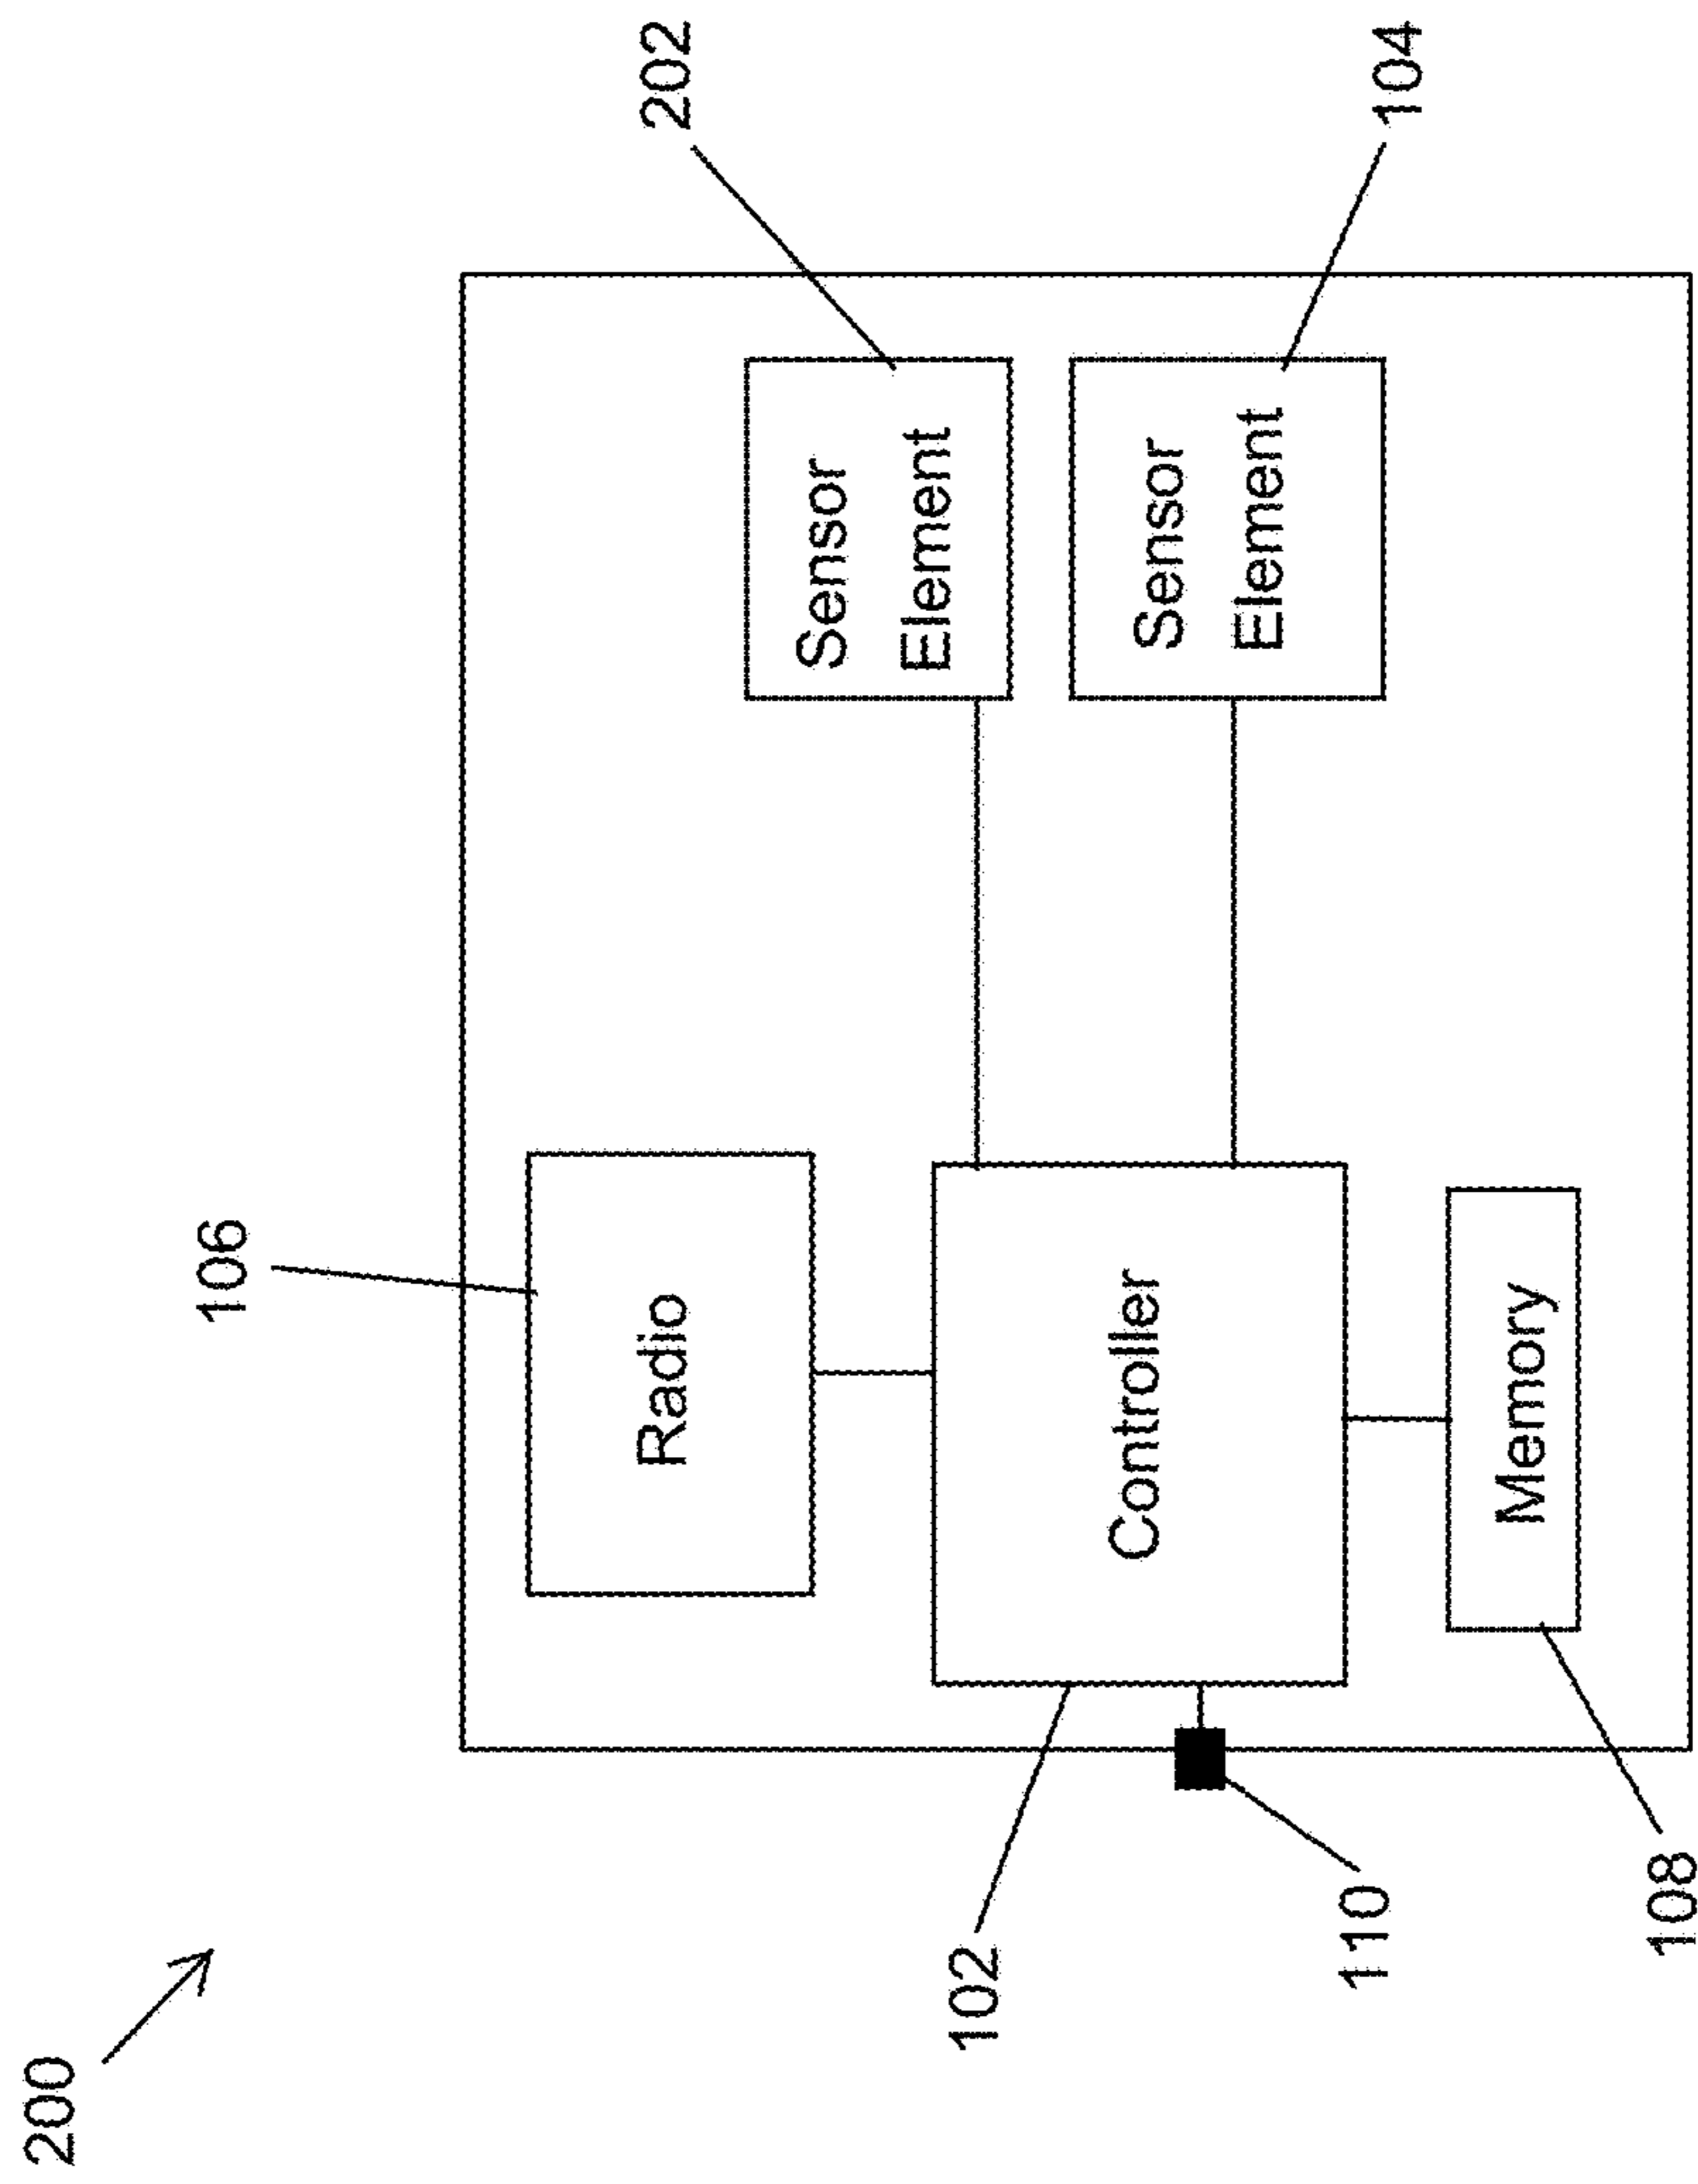 200
106
Radio
202
Sensor
Element
102
Controller
Sensor
Element
110
104
Memory
108